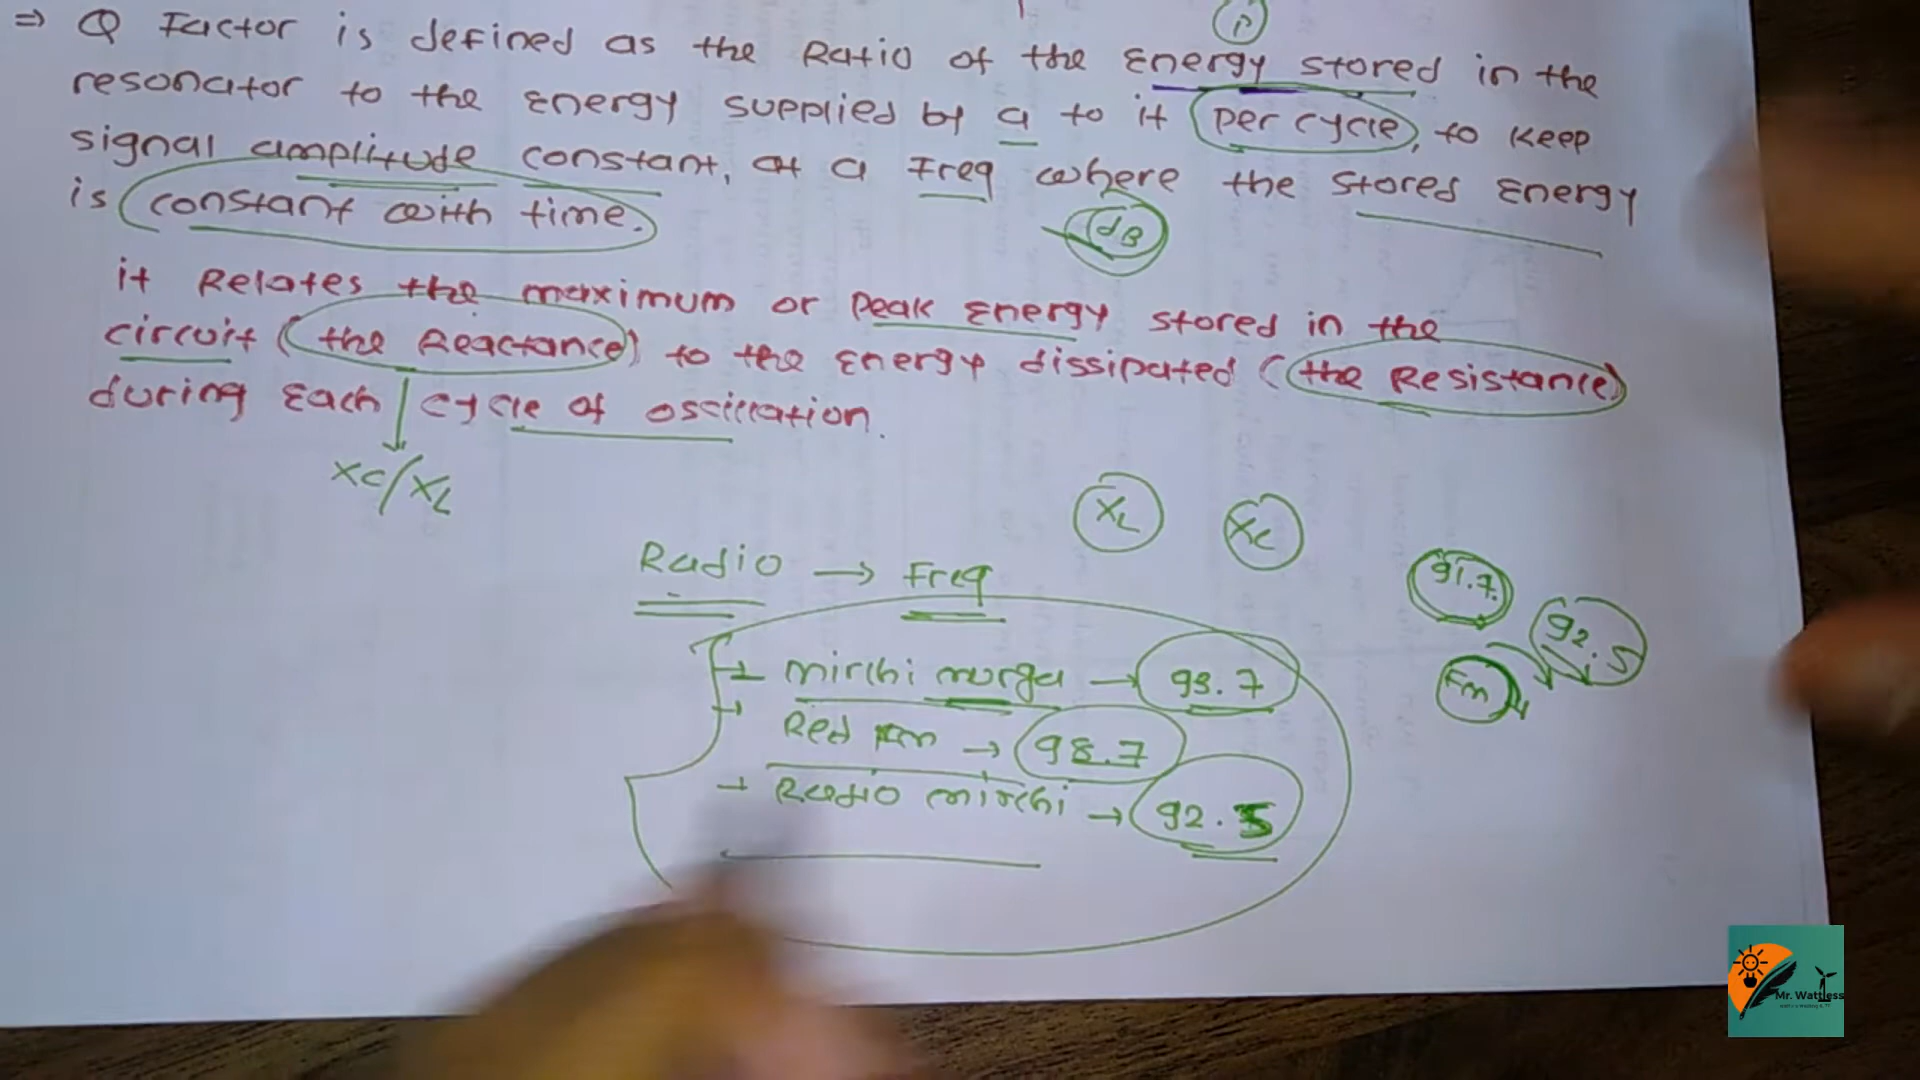 ⇒ Q Factor is defined as the Ratio of the Energy stored in the
resonator to the Energy supplied by a to it per cycle, to keep
signal amplitude constant, at a Freq where the stored Energy
is constant with time.
dB
it Relates the maximum or peak Energy stored in the
circuit (the Reactance) to the Energy dissipated (the Resistance)
during Each cycle of oscillation.
XC/XL
XL XC
Radio → Freq
91.7
92.5
Fm
→ mirchi murga → 93.7
→ Red Fm → 98.7
→ Radio mirchi → 92.5
Mr. Wattless